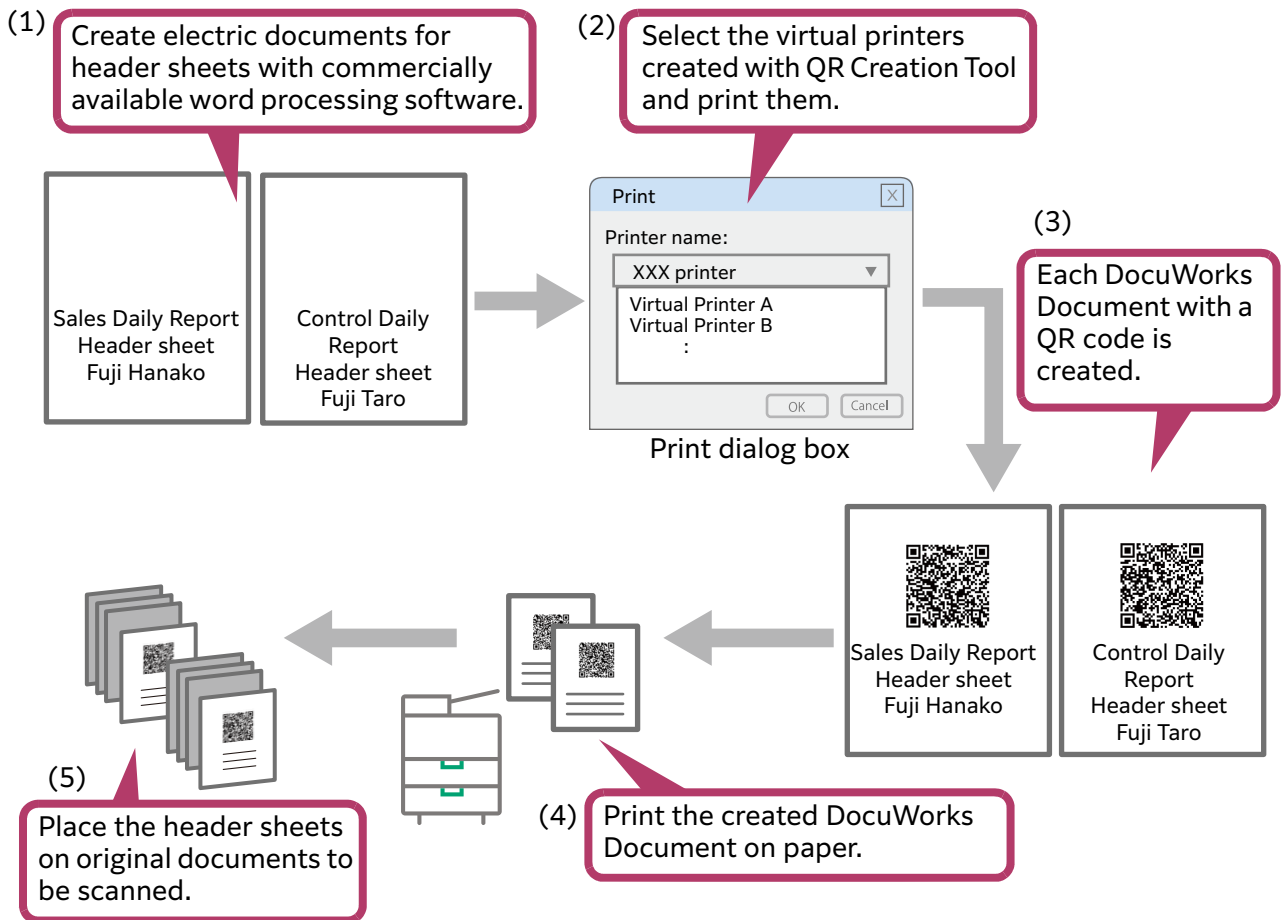 (1)
Create electric documents for
header sheets with commercially
available word processing software.
(2)
Select the virtual printers
created with QR Creation Tool
and print them.
Sales Daily Report
Header sheet
Fuji Hanako
Control Daily
Report
Header sheet
Fuji Taro
Print
X
Printer name:
XXX printer
Virtual Printer A
Virtual Printer B
:
OK
Cancel
Print dialog box
(3)
Each DocuWorks
Document with a
QR code is
created.
Sales Daily Report
Header sheet
Fuji Hanako
Control Daily
Report
Header sheet
Fuji Taro
(4)
Print the created DocuWorks
Document on paper.
(5)
Place the header sheets
on original documents to
be scanned.